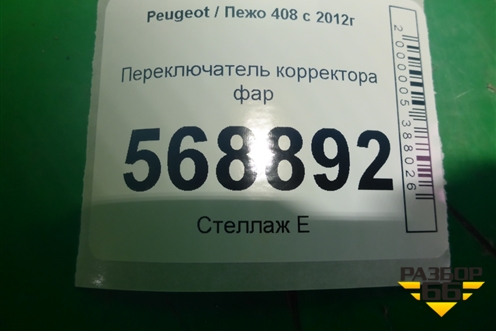 Peugeot / Пежо 408 с 2012г
Переключатель корректора
фар
568892
Стеллаж Е
2000005388026
РАЗБОР
66